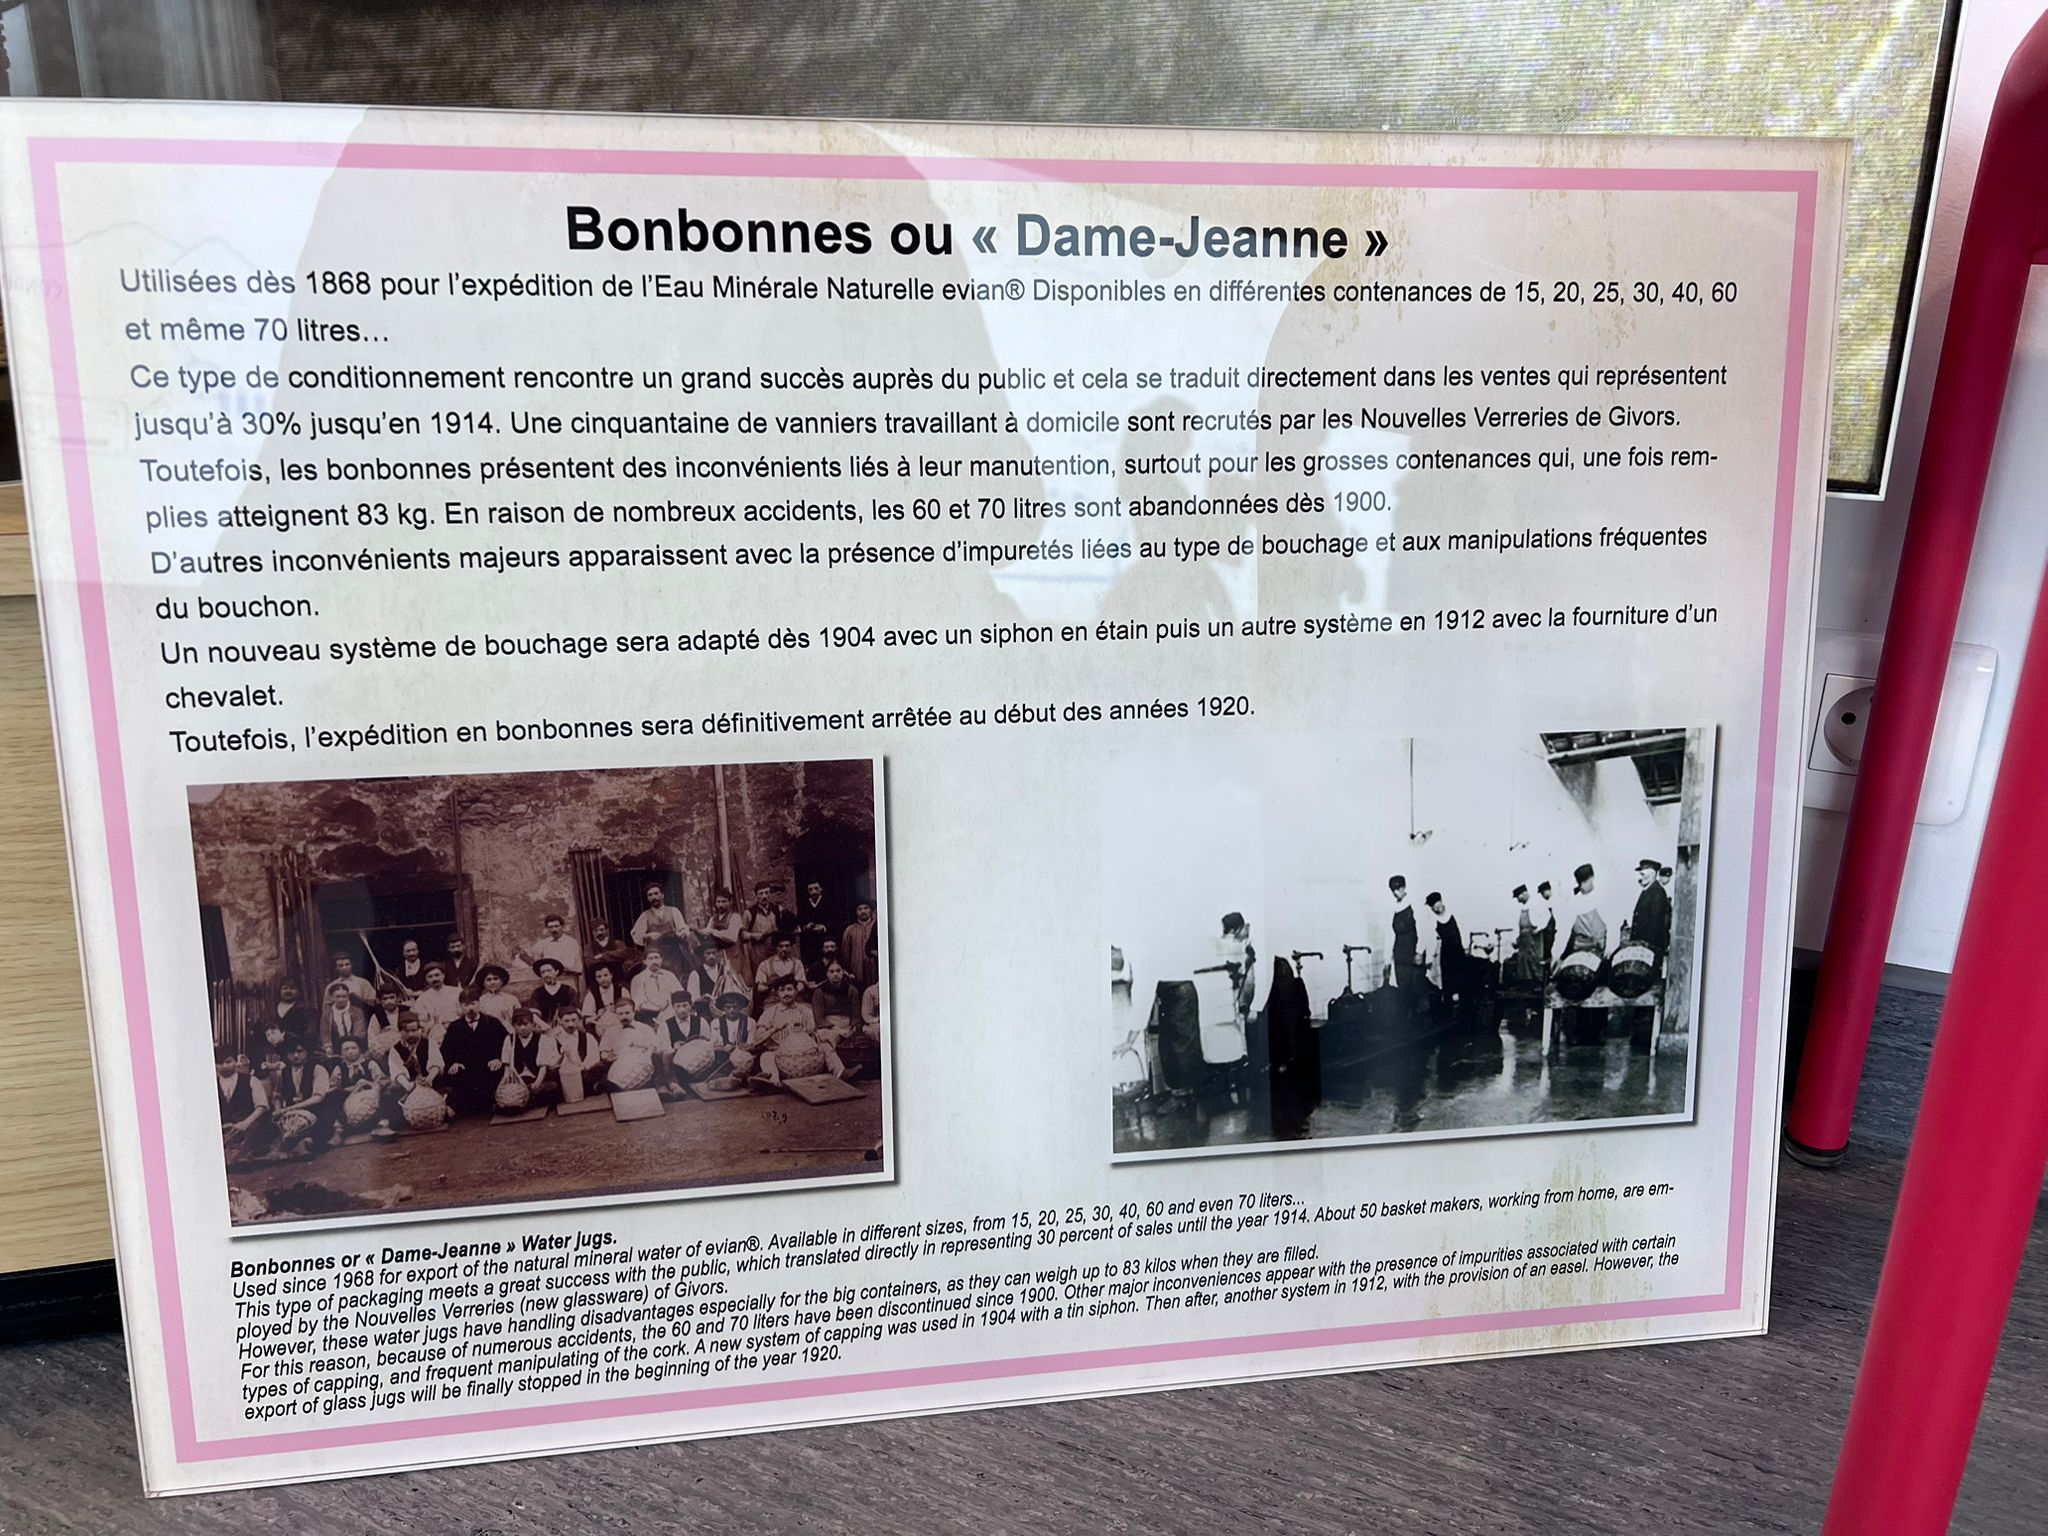 Bonbonnes ou « Dame-Jeanne »
Utilisées dès 1868 pour l'expédition de l'Eau Minérale Naturelle evian® Disponibles en différentes contenances de 15, 20, 25, 30, 40, 60
et même 70 litres...
Ce type de conditionnement rencontre un grand succès auprès du public et cela se traduit directement dans les ventes qui représentent
jusqu'à 30% jusqu'en 1914. Une cinquantaine de vanniers travaillant à domicile sont recrutés par les Nouvelles Verreries de Givors.
Toutefois, les bonbonnes présentent des inconvénients liés à leur manutention, surtout pour les grosses contenances qui, une fois rem-
plies atteignent 83 kg. En raison de nombreux accidents, les 60 et 70 litres sont abandonnées dès 1900.
D'autres inconvénients majeurs apparaissent avec la présence d'impuretés liées au type de bouchage et aux manipulations fréquentes
du bouchon.
Un nouveau système de bouchage sera adapté dès 1904 avec un siphon en étain puis un autre système en 1912 avec la fourniture d'un
chevalet.
Toutefois, l'expédition en bonbonnes sera définitivement arrêtée au début des années 1920.
Bonbonnes or « Dame-Jeanne » Water jugs.
Used since 1968 for export of the natural mineral water of evian®. Available in different sizes, from 15, 20, 25, 30, 40, 60 and even 70 liters...
This type of packaging meets a great success with the public, which translated directly in representing 30 percent of sales until the year 1914. About 50 basket makers, working from home, are em-
ployed by the Nouvelles Verreries (new glassware) of Givors.
However, these water jugs have handling disadvantages especially for the big containers, as they can weigh up to 83 kilos when they are filled.
For this reason, because of numerous accidents, the 60 and 70 liters have been discontinued since 1900. Other major inconveniences appear with the presence of impurities associated with certain
types of capping, and frequent manipulating of the cork. A new system of capping was used in 1904 with a tin siphon. Then after, another system in 1912, with the provision of an easel. However, the
export of glass jugs will be finally stopped in the beginning of the year 1920.